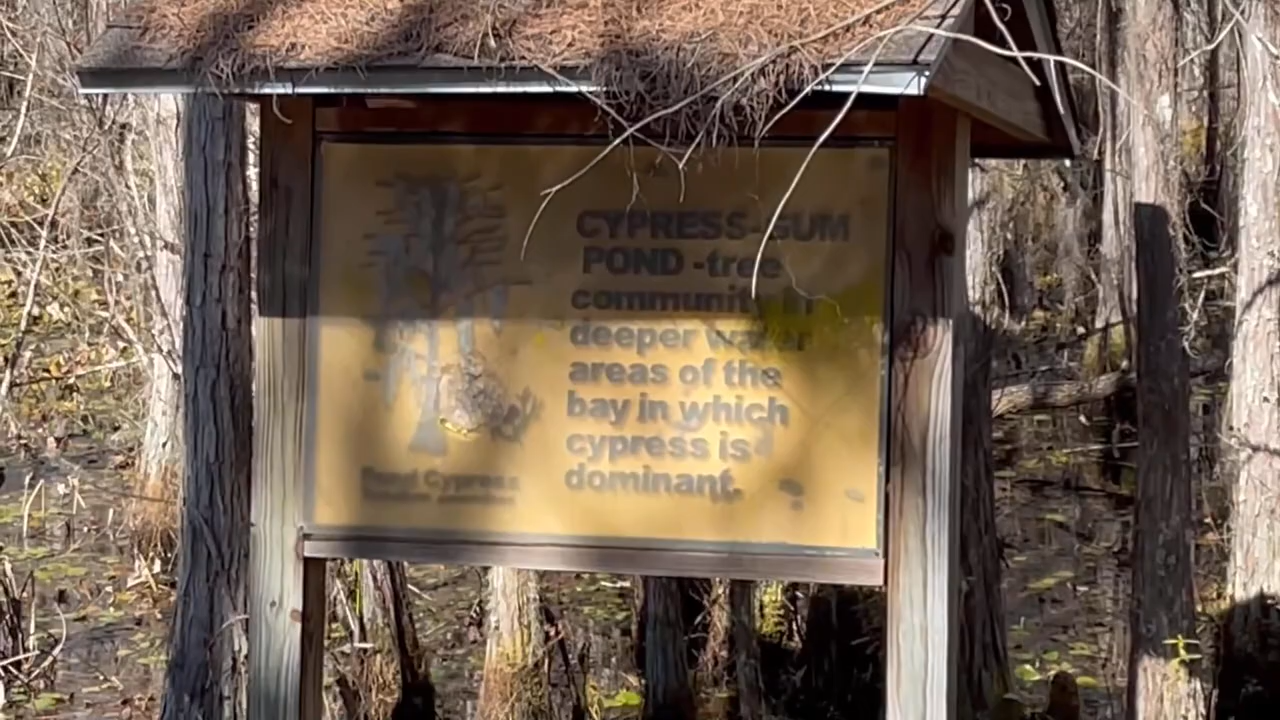 CYPRESS-GUM
POND -tree
community in
deeper water
areas of the
bay in which
cypress is
dominant.
Pond Cypress